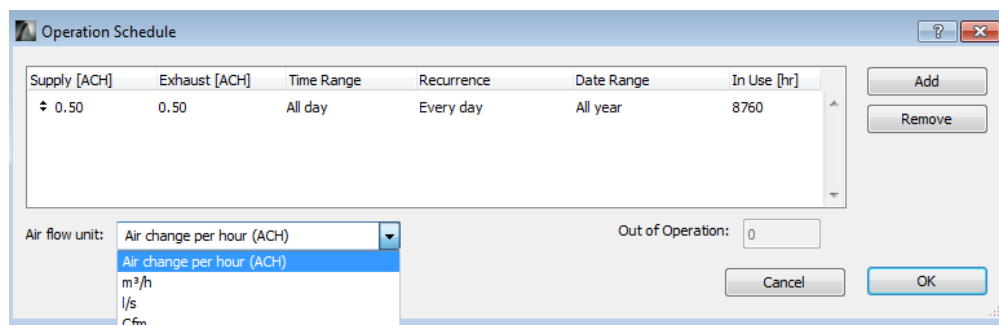 Operation Schedule
Supply [ACH] Exhaust [ACH] Time Range Recurrence Date Range In Use [hr]
0.50 0.50 All day Every day All year 8760
Add
Remove
Air flow unit: Air change per hour (ACH) Out of Operation: 0
Air change per hour (ACH)
m³/h
l/s
Cfm
Cancel OK